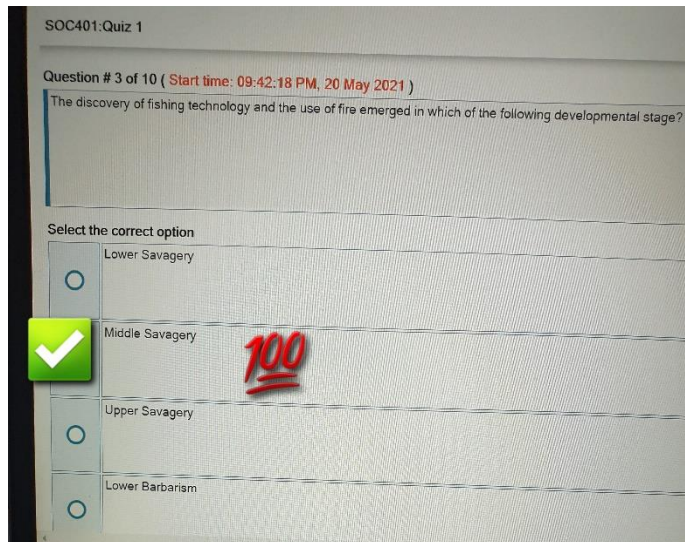 SOC401:Quiz 1
Question # 3 of 10 ( Start time: 09:42:18 PM, 20 May 2021 )
The discovery of fishing technology and the use of fire emerged in which of the following developmental stage?
Select the correct option
Lower Savagery
Middle Savagery
100
Upper Savagery
Lower Barbarism